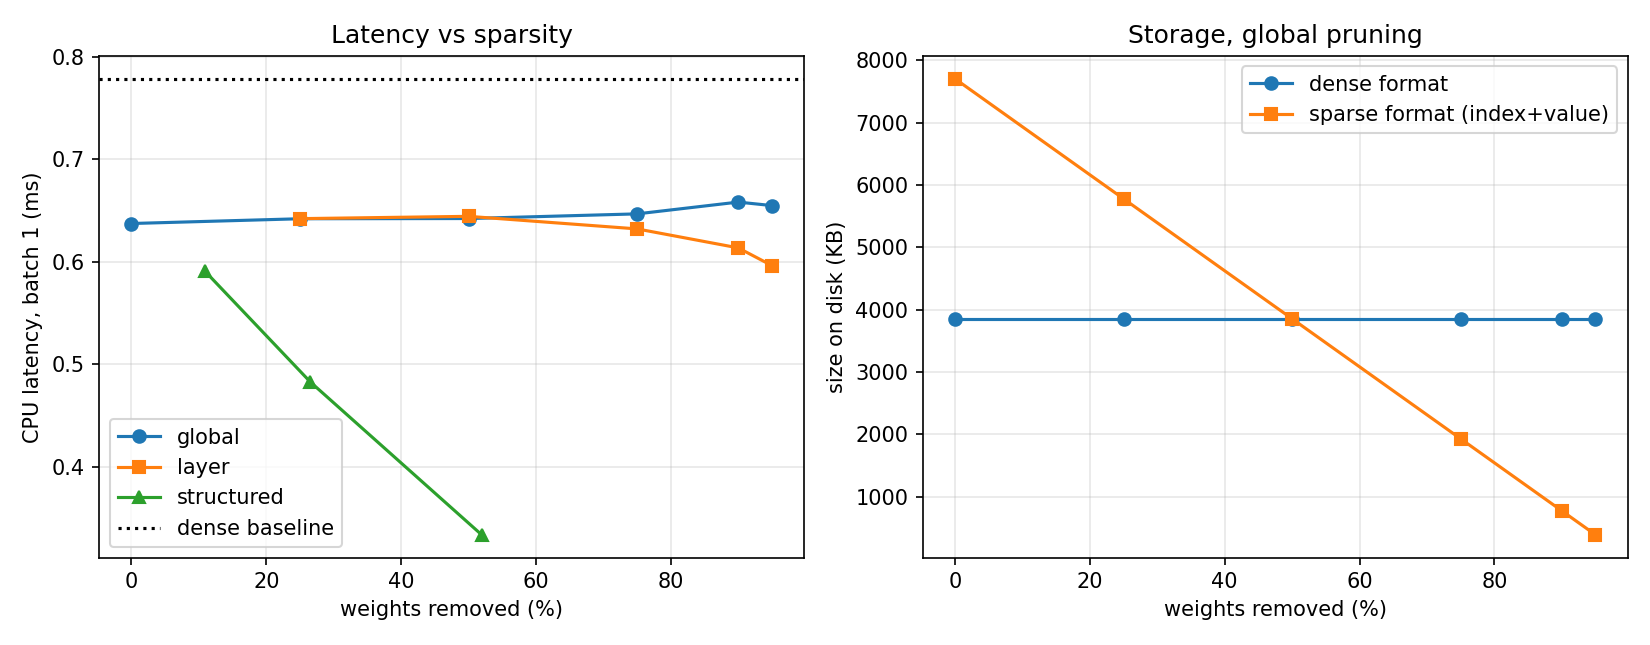 Latency vs sparsity
CPU latency, batch 1 (ms)
0.8
0.7
0.6
0.5
0.4
global
layer
structured
dense baseline
0
20
40
60
80
weights removed (%)
Storage, global pruning
size on disk (KB)
8000
7000
6000
5000
4000
3000
2000
1000
dense format
sparse format (index+value)
0
20
40
60
80
weights removed (%)